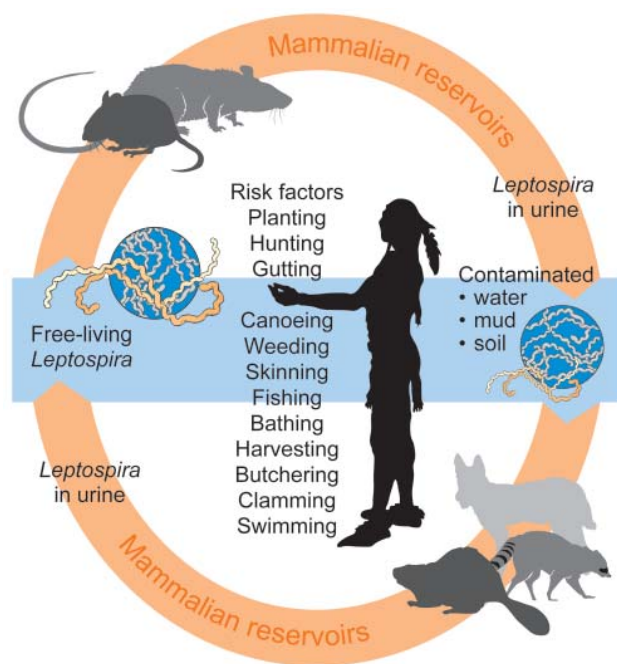 Mammalian reservoirs
Leptospira
in urine
Risk factors
Planting
Hunting
Gutting
Canoeing
Weeding
Skinning
Fishing
Bathing
Harvesting
Butchering
Clamming
Swimming
Contaminated
• water
• mud
• soil
Free-living
Leptospira
Leptospira
in urine
Mammalian reservoirs